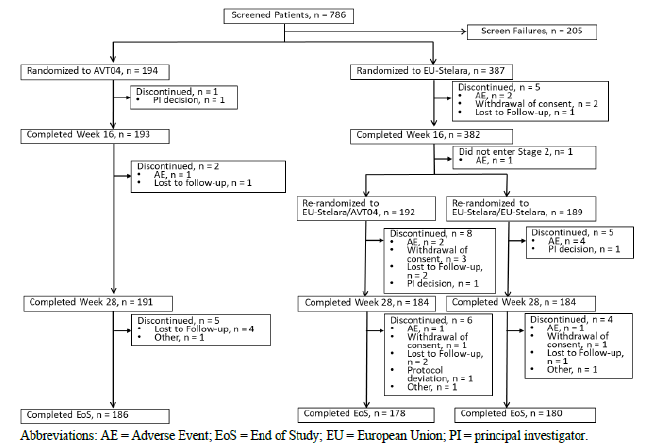 Screened Patients, n = 786
Screen Failures, n = 205
Randomized to AVT04, n = 194
Randomized to EU-Stelara, n = 387
Discontinued, n = 1
• PI decision, n = 1
Discontinued, n = 5
• AE, n = 2
• Withdrawal of consent, n = 2
• Lost to Follow-up, n = 1
Completed Week 16, n = 193
Completed Week 16, n = 382
Did not enter Stage 2, n= 1
• AE, n = 1
Discontinued, n = 2
• AE, n = 1
• Lost to follow-up, n = 1
Re-randomized to
EU-Stelara/AVT04, n = 192
Re-randomized to
EU-Stelara/EU-Stelara, n = 189
Discontinued, n = 8
• AE, n = 2
• Withdrawal of
consent, n = 3
• Lost to Follow-up,
n = 2
• PI decision, n = 1
Discontinued, n = 5
• AE, n = 4
• PI decision, n = 1
Completed Week 28, n = 191
Completed Week 28, n = 184
Completed Week 28, n = 184
Discontinued, n = 5
• Lost to Follow-up, n = 4
• Other, n = 1
Discontinued, n = 6
• AE, n = 1
• Withdrawal of
consent, n = 1
• Lost to Follow-up,
n = 2
• Protocol
deviation, n = 1
• Other, n = 1
Discontinued, n = 4
• AE, n = 1
• Withdrawal of
consent, n = 1
• Lost to Follow-up,
n = 1
• Other, n = 1
Completed EoS, n = 186
Completed EoS, n = 178
Completed EoS, n = 180
Abbreviations: AE = Adverse Event; EoS = End of Study; EU = European Union; PI = principal investigator.